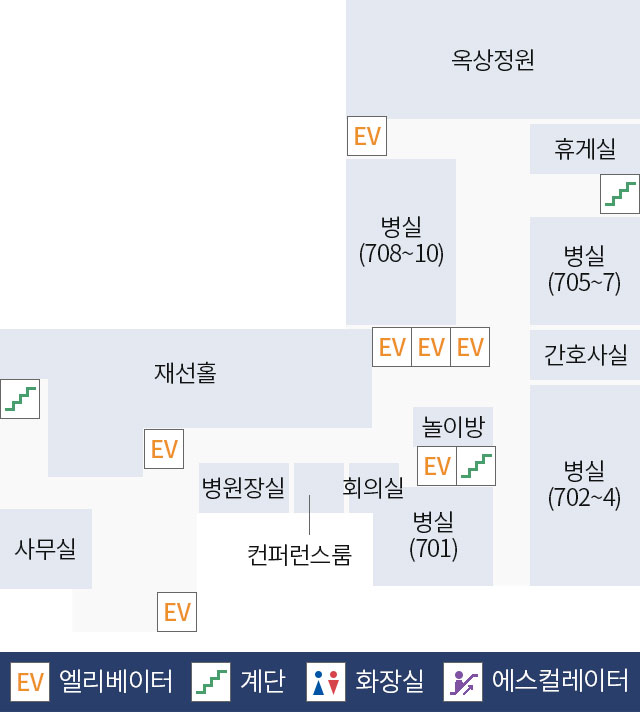 옥상정원
EV
휴게실
병실
(708~10)
병실
(705~7)
EV EV EV
간호사실
재선홀
놀이방
EV
EV
병실
(702~4)
병원장실
회의실
병실
(701)
컨퍼런스룸
사무실
EV
EV 엘리베이터 계단 화장실 에스컬레이터